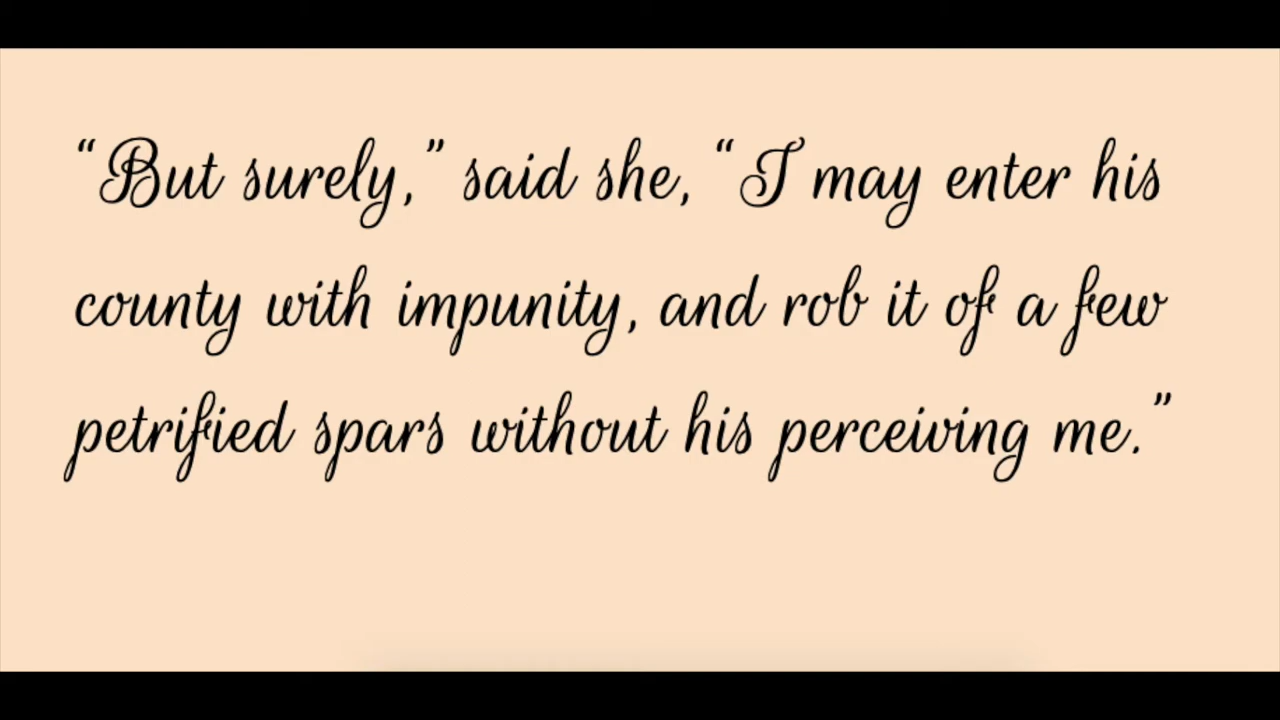 “But surely,” said she, “I may enter his
county with impunity, and rob it of a few
petrified spars without his perceiving me.”